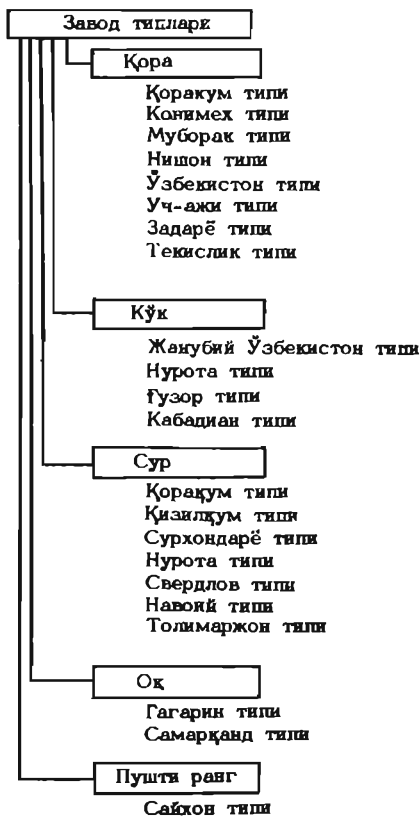 Завод типлари
Қора
Қоракум типи
Конимех типи
Муборак типи
Нишон типи
Ўзбекистон типи
Уч-ажи типи
Задарё типи
Текислик типи
Кўк
Жанубий Ўзбекистон типи
Нурота типи
Ғузор типи
Кабадиан типи
Сур
Қорақум типи
Қизилқум типи
Сурхондарё типи
Нурота типи
Свердлов типи
Навоий типи
Толимаржон типи
Оқ
Гагарин типи
Самарқанд типи
Пушти ранг
Сайхон типи